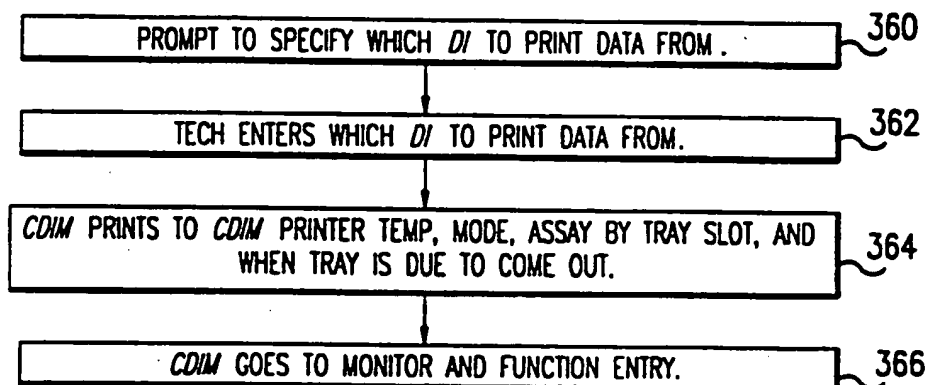 PROMPT TO SPECIFY WHICH DI TO PRINT DATA FROM.
360
TECH ENTERS WHICH DI TO PRINT DATA FROM.
362
CDIM PRINTS TO CDIM PRINTER TEMP, MODE, ASSAY BY TRAY SLOT, AND
WHEN TRAY IS DUE TO COME OUT.
364
CDIM GOES TO MONITOR AND FUNCTION ENTRY.
366